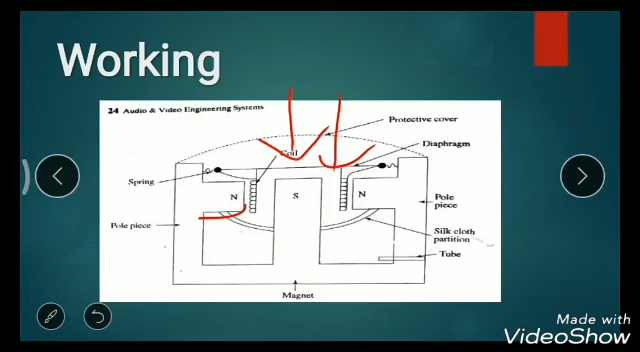 Working
24 Audio & Video Engineering Systems
Protective cover
Coil
Diaphragm
Spring
N
S
N
Pole
piece
Pole piece
Silk cloth
partition
Tube
Magnet
Made with
VideoShow